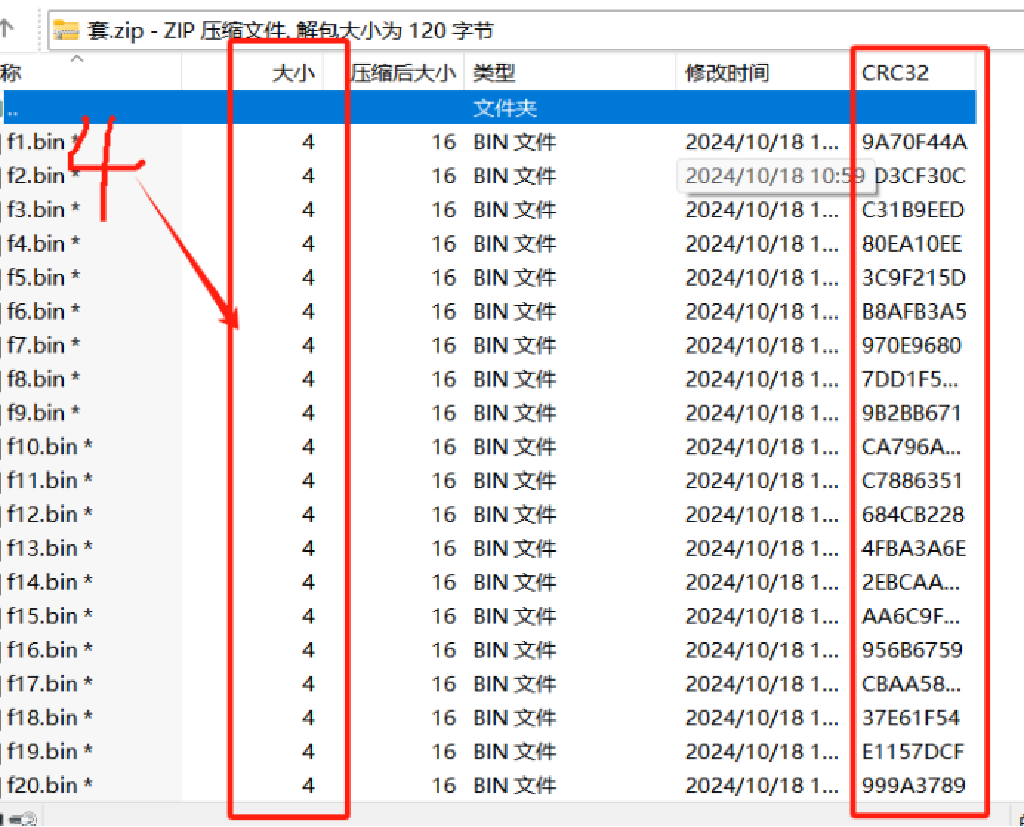 套.zip - ZIP 压缩文件, 解包大小为 120 字节
称 大小 压缩后大小 类型 修改时间 CRC32
.. 文件夹
f1.bin * 4 16 BIN 文件 2024/10/18 1... 9A70F44A
f2.bin * 4 16 BIN 文件 2024/10/18 10:59 D3CF30C
f3.bin * 4 16 BIN 文件 2024/10/18 1... C31B9EED
f4.bin * 4 16 BIN 文件 2024/10/18 1... 80EA10EE
f5.bin * 4 16 BIN 文件 2024/10/18 1... 3C9F215D
f6.bin * 4 16 BIN 文件 2024/10/18 1... B8AFB3A5
f7.bin * 4 16 BIN 文件 2024/10/18 1... 970E9680
f8.bin * 4 16 BIN 文件 2024/10/18 1... 7DD1F5...
f9.bin * 4 16 BIN 文件 2024/10/18 1... 9B2BB671
f10.bin * 4 16 BIN 文件 2024/10/18 1... CA796A...
f11.bin * 4 16 BIN 文件 2024/10/18 1... C7886351
f12.bin * 4 16 BIN 文件 2024/10/18 1... 684CB228
f13.bin * 4 16 BIN 文件 2024/10/18 1... 4FBA3A6E
f14.bin * 4 16 BIN 文件 2024/10/18 1... 2EBCAA...
f15.bin * 4 16 BIN 文件 2024/10/18 1... AA6C9F...
f16.bin * 4 16 BIN 文件 2024/10/18 1... 956B6759
f17.bin * 4 16 BIN 文件 2024/10/18 1... CBAA58...
f18.bin * 4 16 BIN 文件 2024/10/18 1... 37E61F54
f19.bin * 4 16 BIN 文件 2024/10/18 1... E1157DCF
f20.bin * 4 16 BIN 文件 2024/10/18 1... 999A3789
4